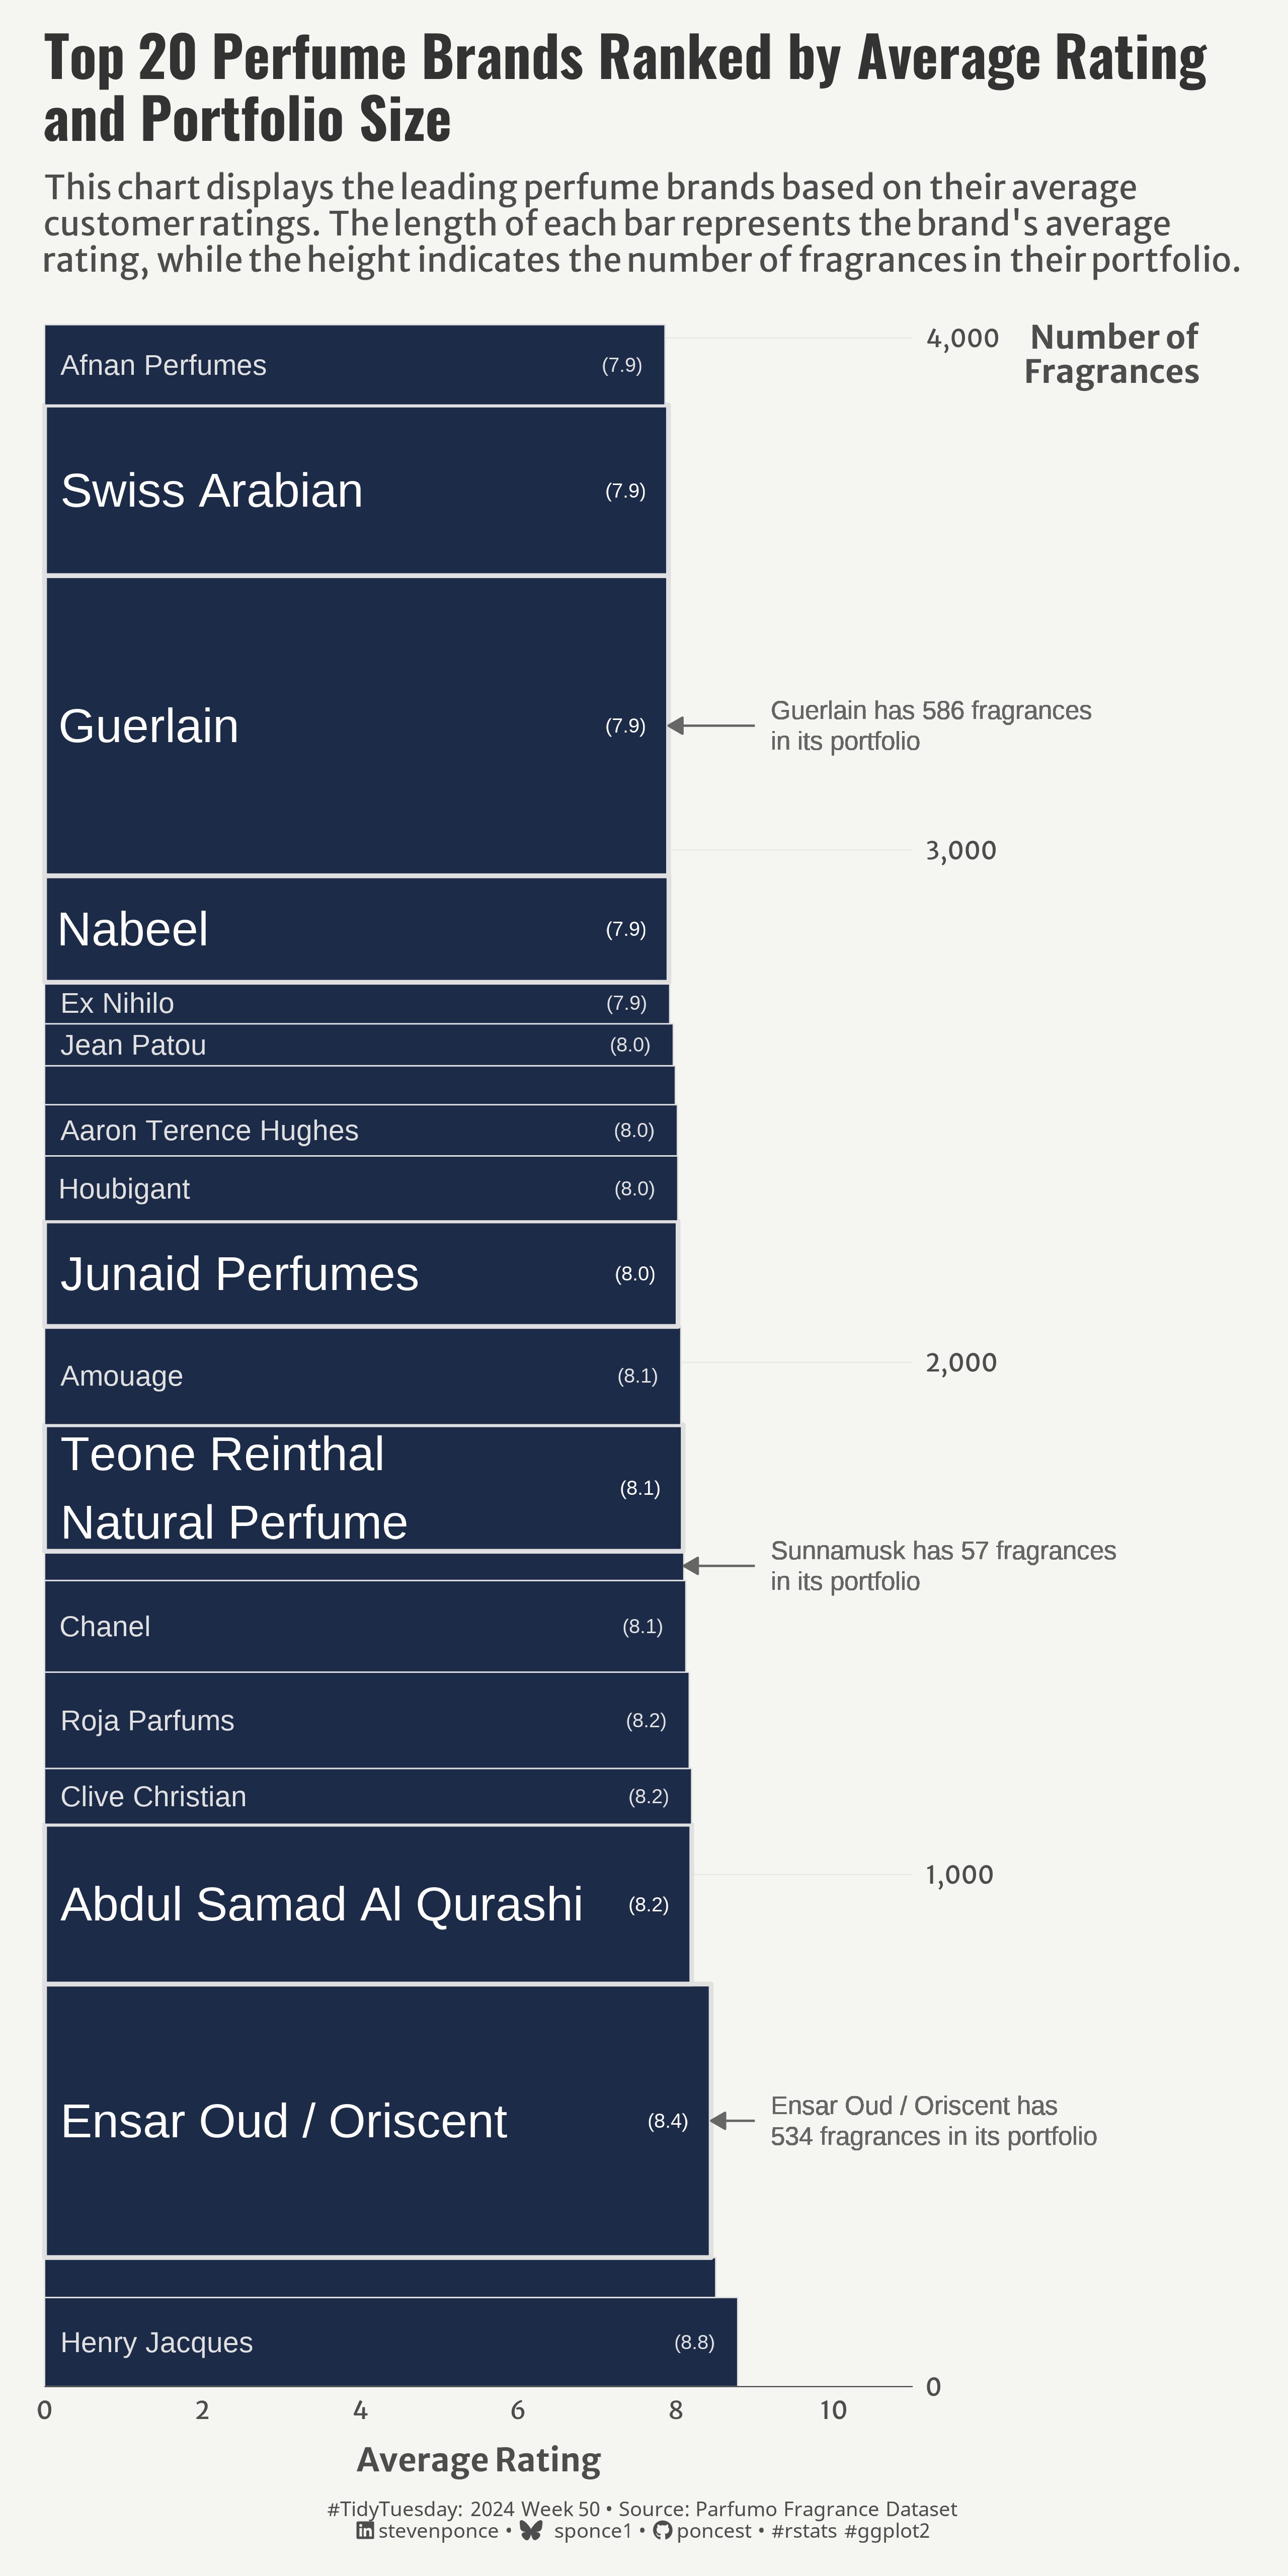 Top 20 Perfume Brands Ranked by Average Rating
and Portfolio Size
This chart displays the leading perfume brands based on their average
customer ratings. The length of each bar represents the brand's average
rating, while the height indicates the number of fragrances in their portfolio.
4,000 Number of
Fragrances
Afnan Perfumes (7.9)
Swiss Arabian (7.9)
Guerlain (7.9)
Guerlain has 586 fragrances
in its portfolio
3,000
Nabeel (7.9)
Ex Nihilo (7.9)
Jean Patou (8.0)
Aaron Terence Hughes (8.0)
Houbigant (8.0)
Junaid Perfumes (8.0)
2,000
Amouage (8.1)
Teone Reinthal
Natural Perfume
(8.1)
Sunnamusk has 57 fragrances
in its portfolio
Chanel (8.1)
Roja Parfums (8.2)
Clive Christian (8.2)
1,000
Abdul Samad Al Qurashi (8.2)
Ensar Oud / Oriscent (8.4)
Ensar Oud / Oriscent has
534 fragrances in its portfolio
Henry Jacques (8.8)
0
0 2 4 6 8 10
Average Rating
#TidyTuesday: 2024 Week 50 • Source: Parfumo Fragrance Dataset
stevenponce • sponce1 • poncest • #rstats #ggplot2